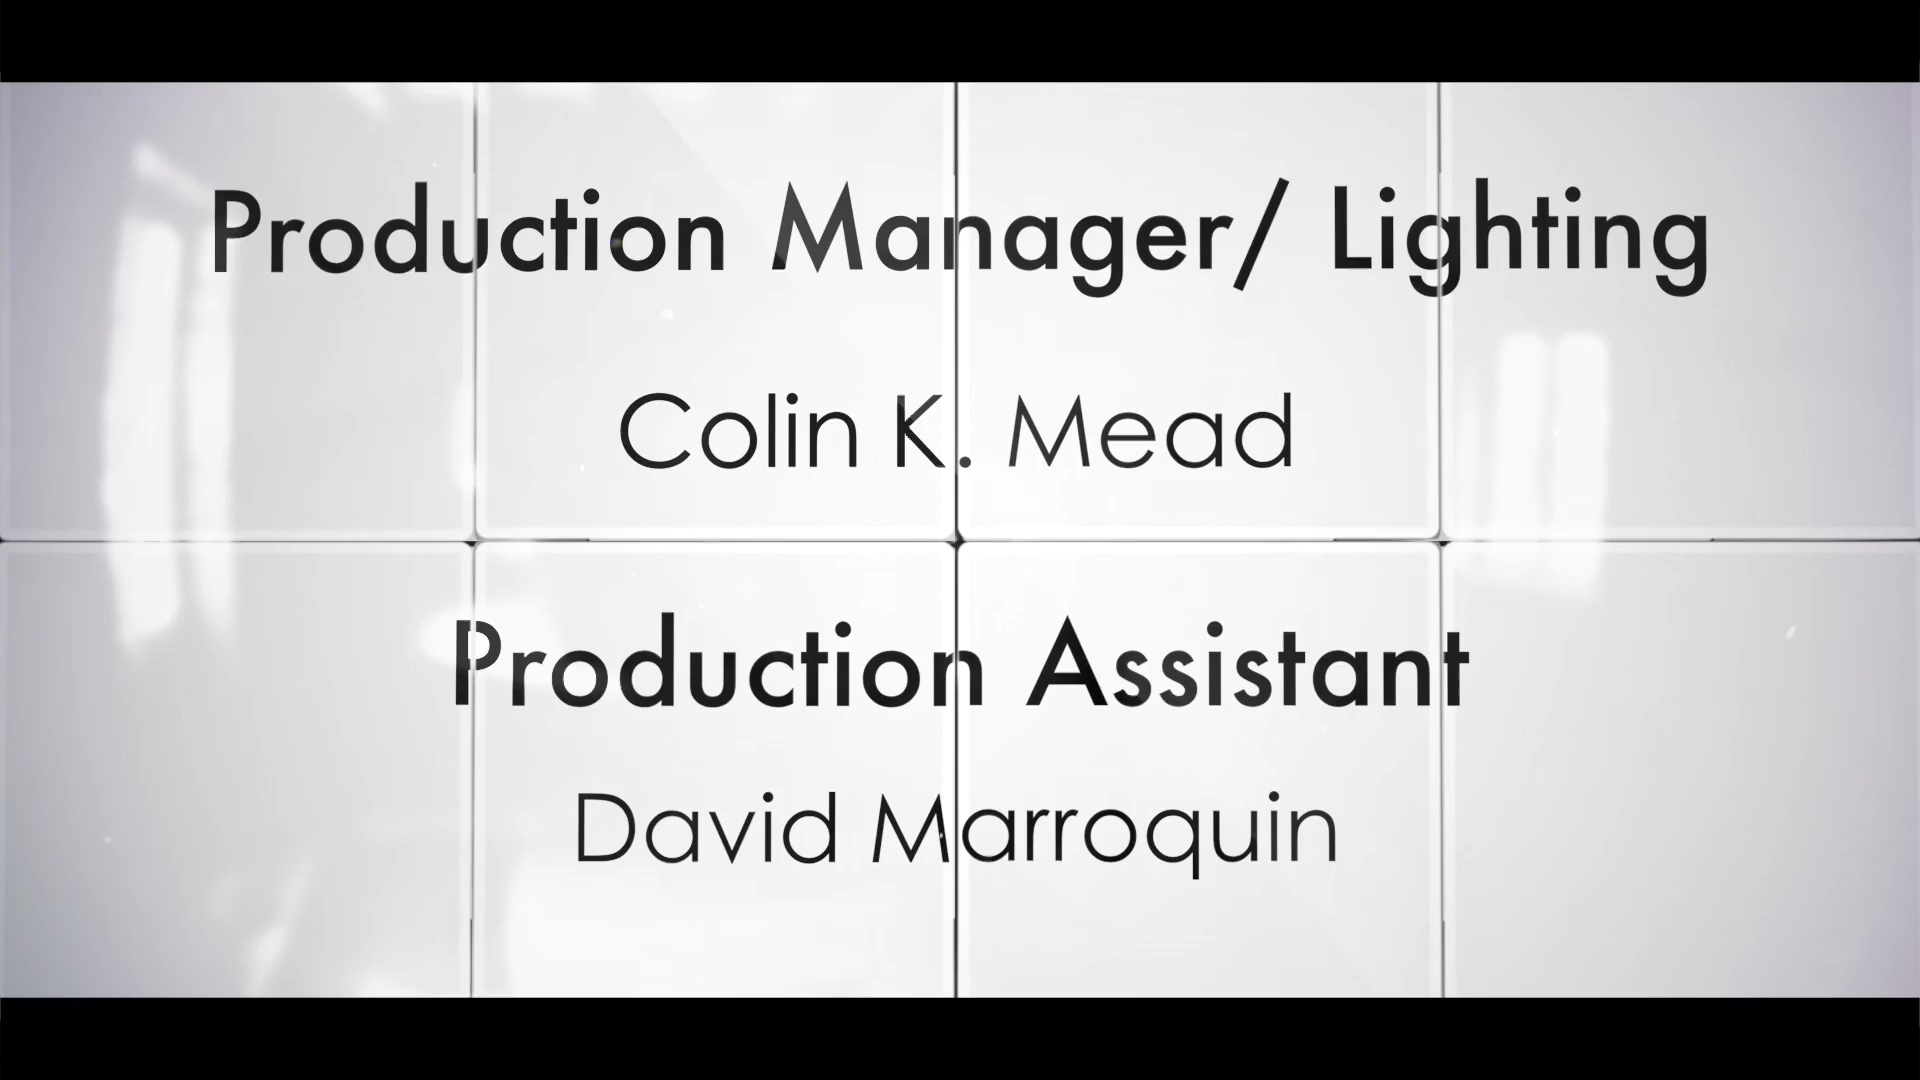 Production Manager/ Lighting
Colin K. Mead
Production Assistant
David Marroquin